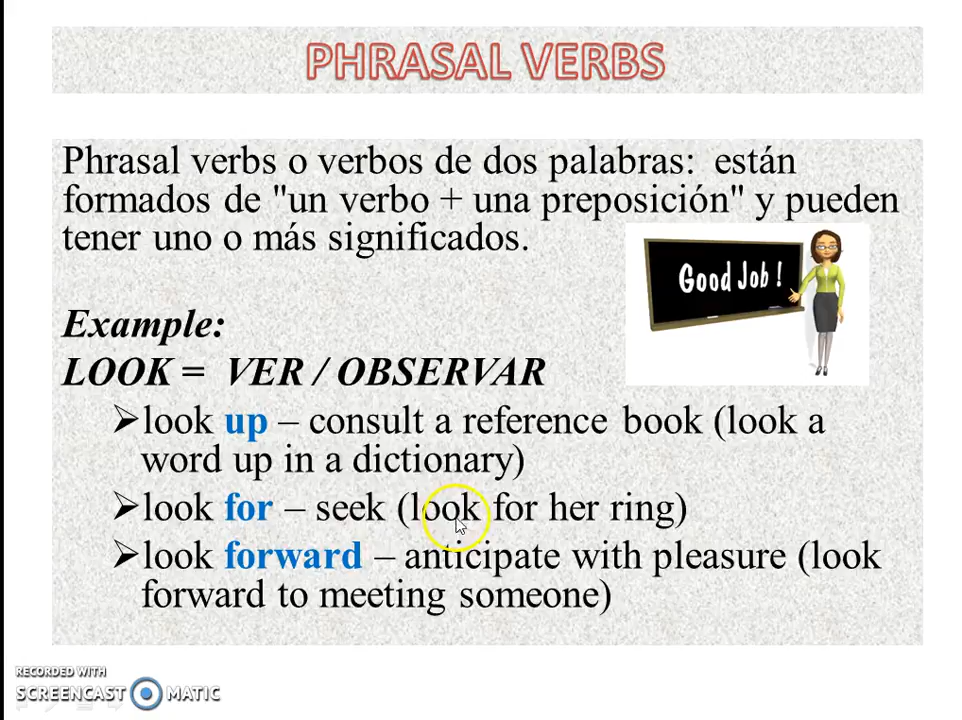 PHRASAL VERBS
Phrasal verbs o verbos de dos palabras: están
formados de "un verbo + una preposición" y pueden
tener uno o más significados.
Good Job !
Example:
LOOK = VER / OBSERVAR
look up – consult a reference book (look a
word up in a dictionary)
look for – seek (look for her ring)
look forward – anticipate with pleasure (look
forward to meeting someone)
RECORDED WITH
SCREENCAST MATIC